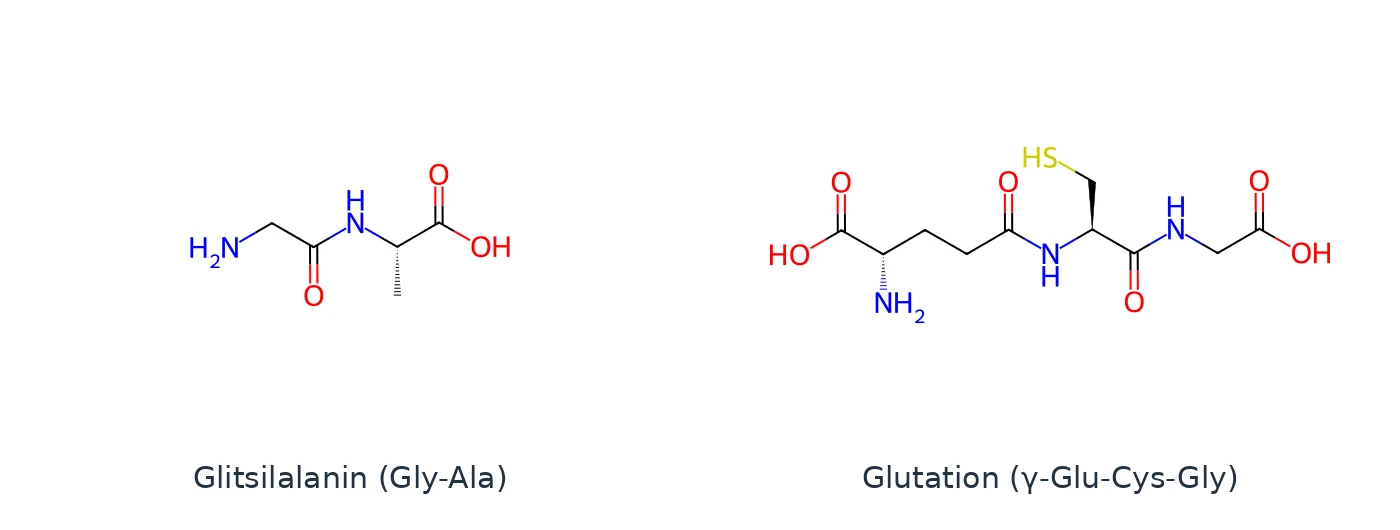 O
H
N
H₂N
OH
O
HS
O
O
H
N
O
HO
OH
N
H
NH₂
O
Glitsilalanin (Gly-Ala)
Glutation (γ-Glu-Cys-Gly)